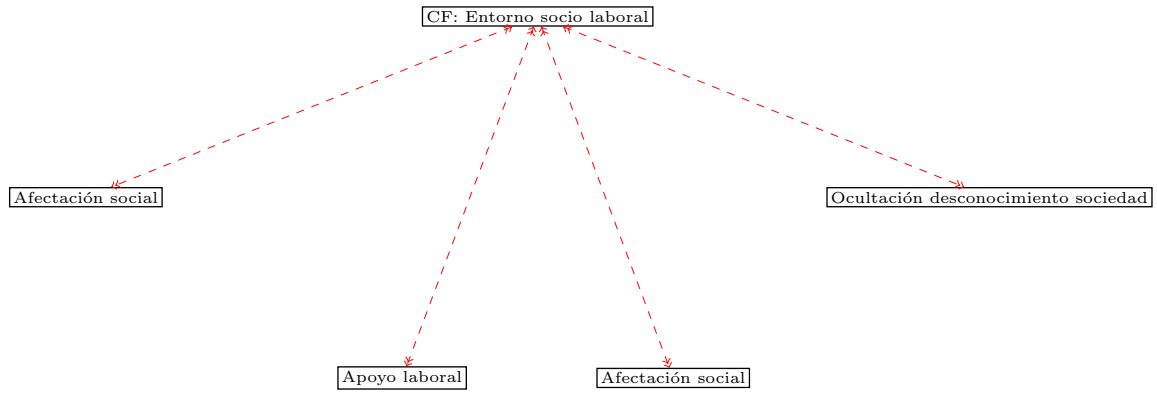 CF: Entorno socio laboral
Afectación social
Ocultación desconocimiento sociedad
Apoyo laboral
Afectación social